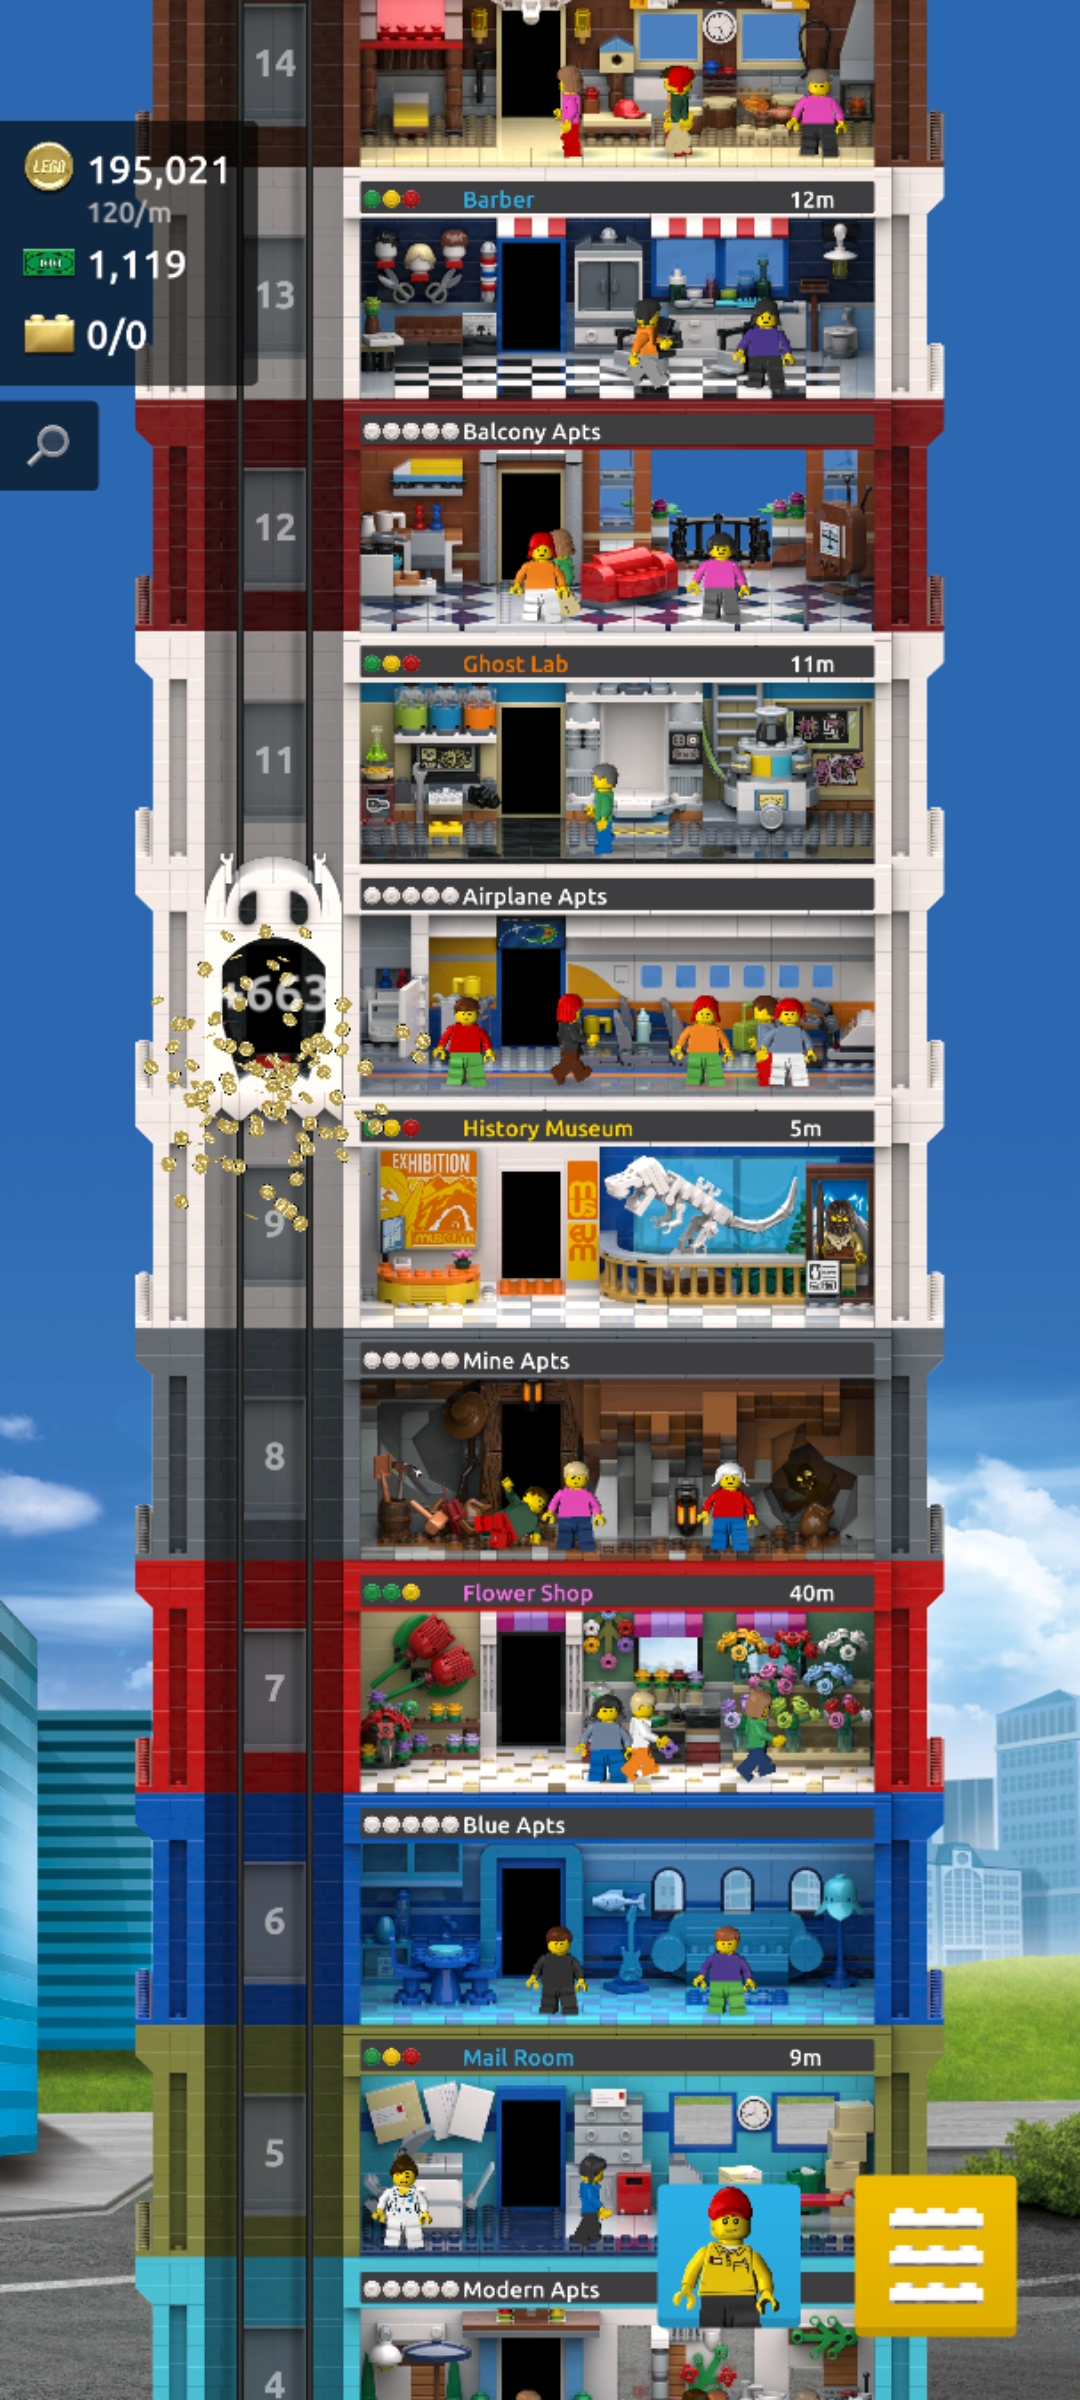 14
LEGO 195,021
120/m
1,119
0/0
Barber 12m
13
Balcony Apts
12
Ghost Lab 11m
11
Airplane Apts
+663
History Museum 5m
EXHIBITION
museum
mus
eum
9
Mine Apts
8
Flower Shop 40m
7
Blue Apts
6
Mail Room 9m
5
Modern Apts
4